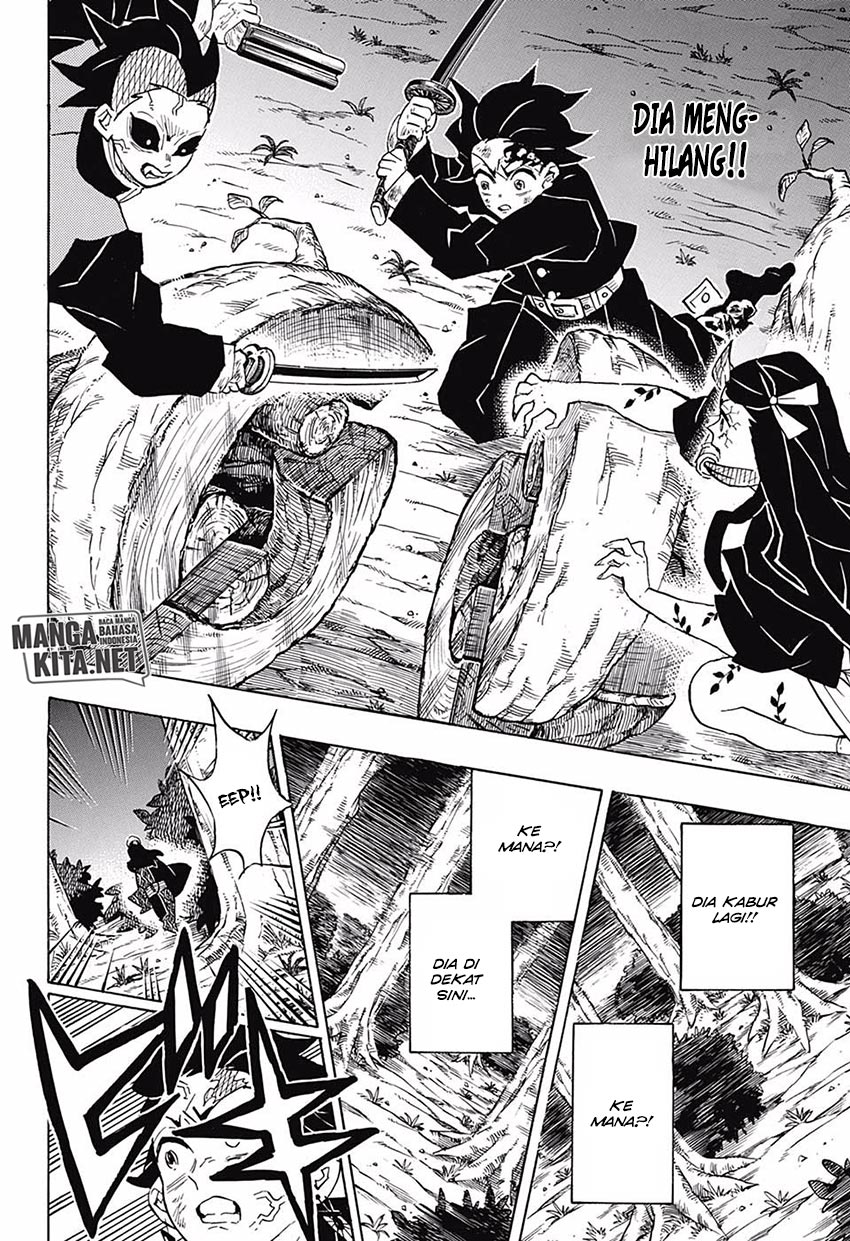 DIA MENG-
HILANG!!
MANGA
KITA.NET
BACA MANGA
BAHASA
INDONESIA
DIA KABUR
LAGI!!
KE
MANA?!
KE
MANA?!
DIA DI
DEKAT
SINI...
EEP!!